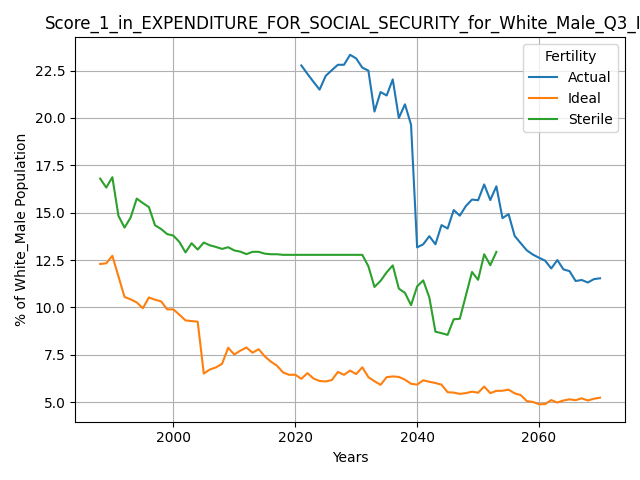 Score_1_in_EXPENDITURE_FOR_SOCIAL_SECURITY_for_White_Male_Q3_
Fertility
Actual
Ideal
Sterile
% of White_Male Population
22.5
20.0
17.5
15.0
12.5
10.0
7.5
5.0
2000 2020 2040 2060
Years